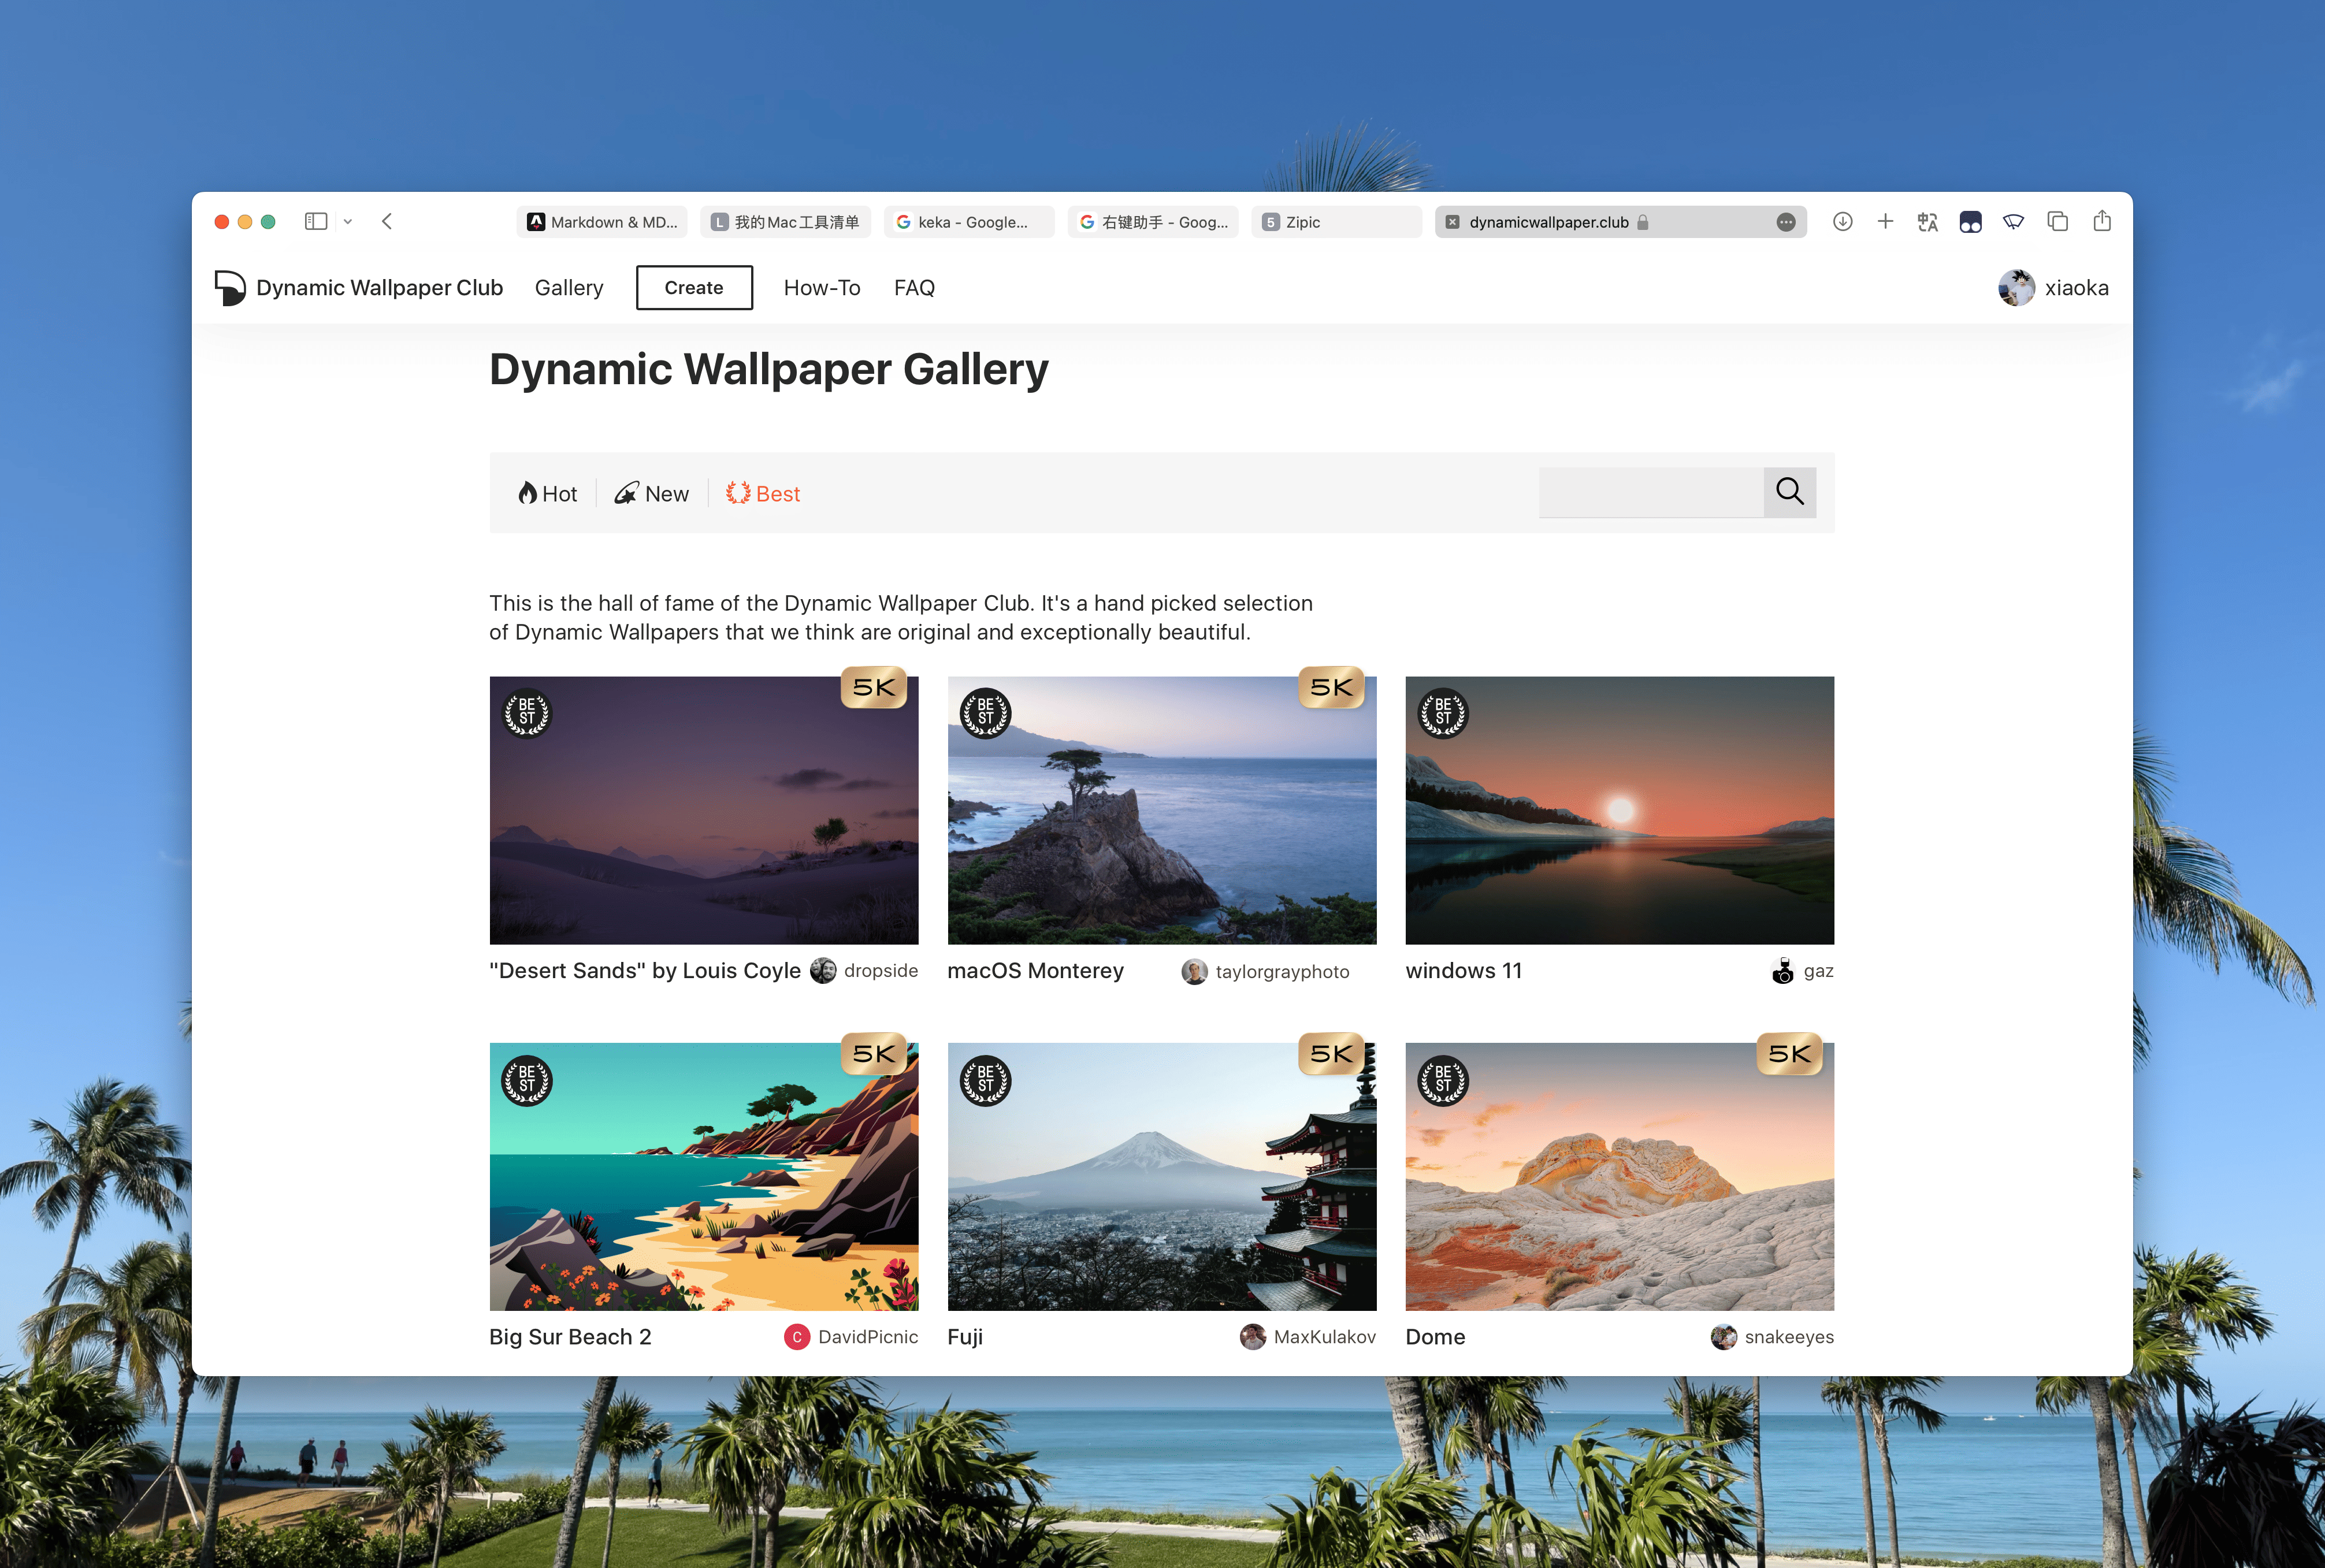 Markdown & MD...
L 我的Mac工具清单
keka - Google...
右键助手 - Goog...
5 Zipic
dynamicwallpaper.club
Dynamic Wallpaper Club
Gallery
Create
How-To
FAQ
xiaoka
Dynamic Wallpaper Gallery
Hot
New
Best
This is the hall of fame of the Dynamic Wallpaper Club. It's a hand picked selection
of Dynamic Wallpapers that we think are original and exceptionally beautiful.
BE
ST
5K
BE
ST
5K
BE
ST
"Desert Sands" by Louis Coyle
dropside
macOS Monterey
taylorgrayphoto
windows 11
gaz
BE
ST
5K
BE
ST
5K
BE
ST
5K
Big Sur Beach 2
C DavidPicnic
Fuji
MaxKulakov
Dome
snakeeyes